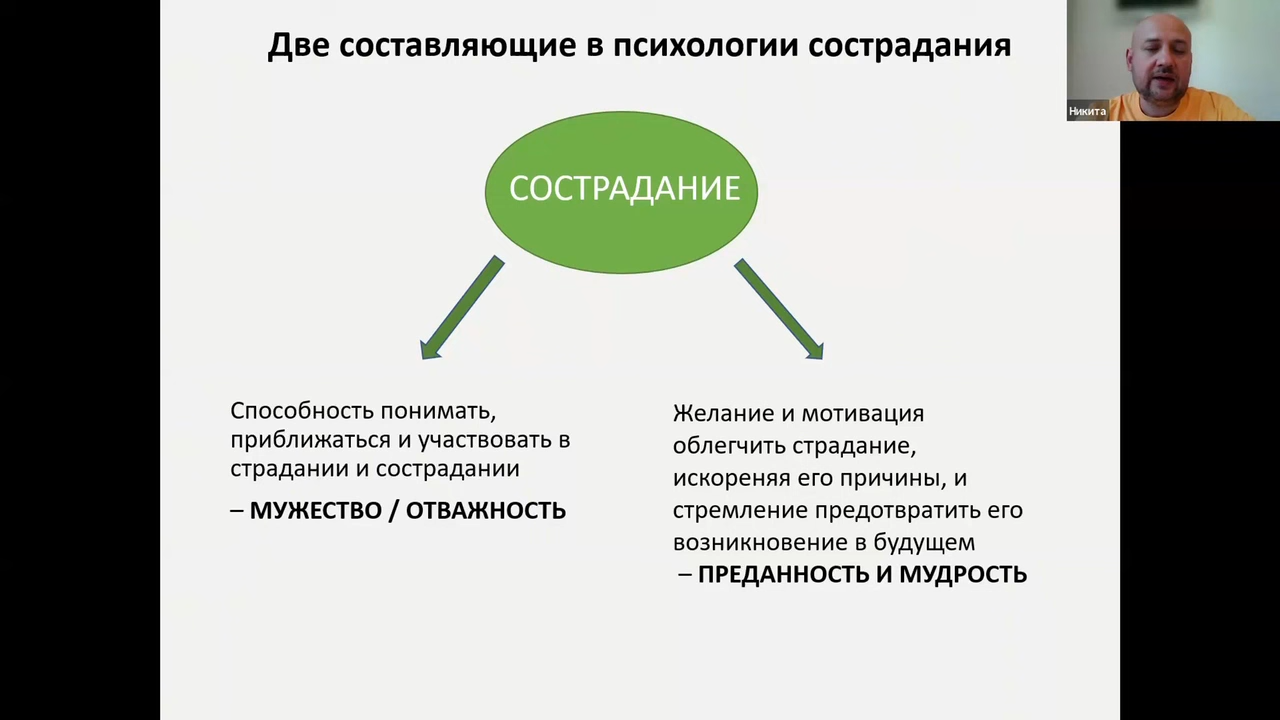 Две составляющие в психологии сострадания
Никита
СОСТРАДАНИЕ
Способность понимать,
приближаться и участвовать в
страдании и сострадании
– МУЖЕСТВО / ОТВАЖНОСТЬ
Желание и мотивация
облегчить страдание,
искореняя его причины, и
стремление предотвратить его
возникновение в будущем
– ПРЕДАННОСТЬ И МУДРОСТЬ